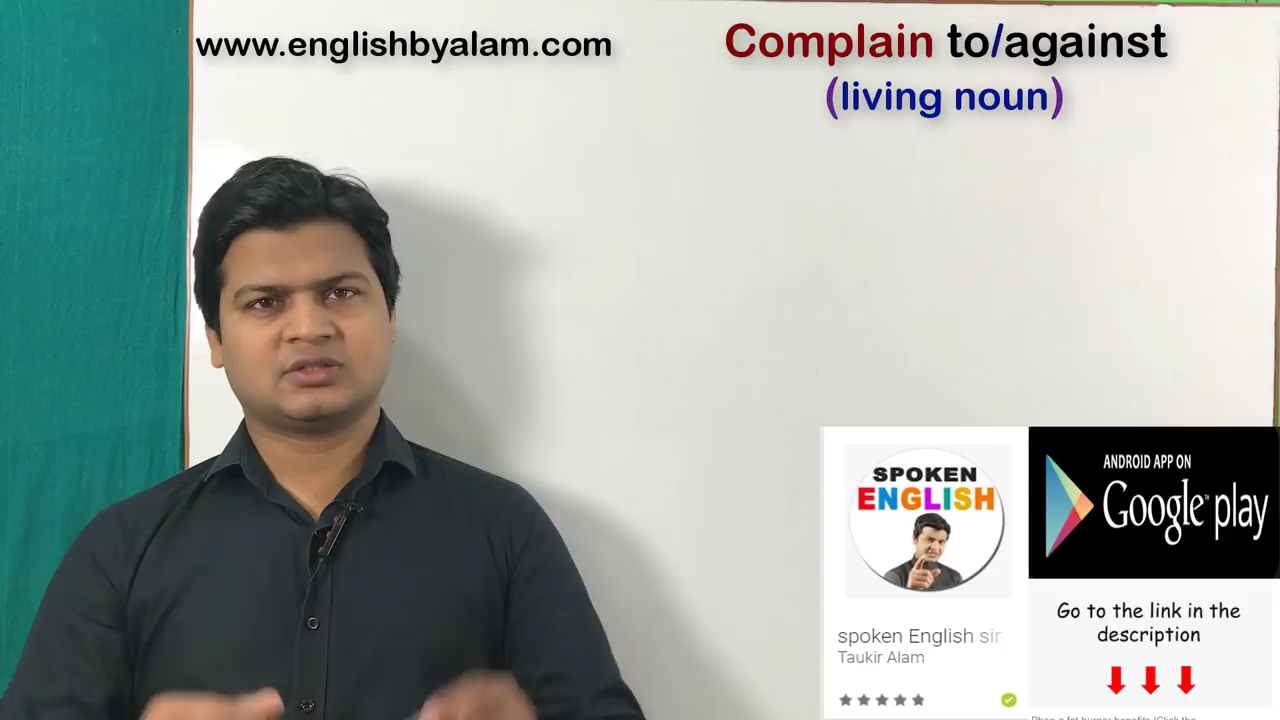 www.englishbyalam.com
Complain to/against
(living noun)
SPOKEN
ENGLISH
spoken English sir
Taukir Alam
ANDROID APP ON
Google play
Go to the link in the
description